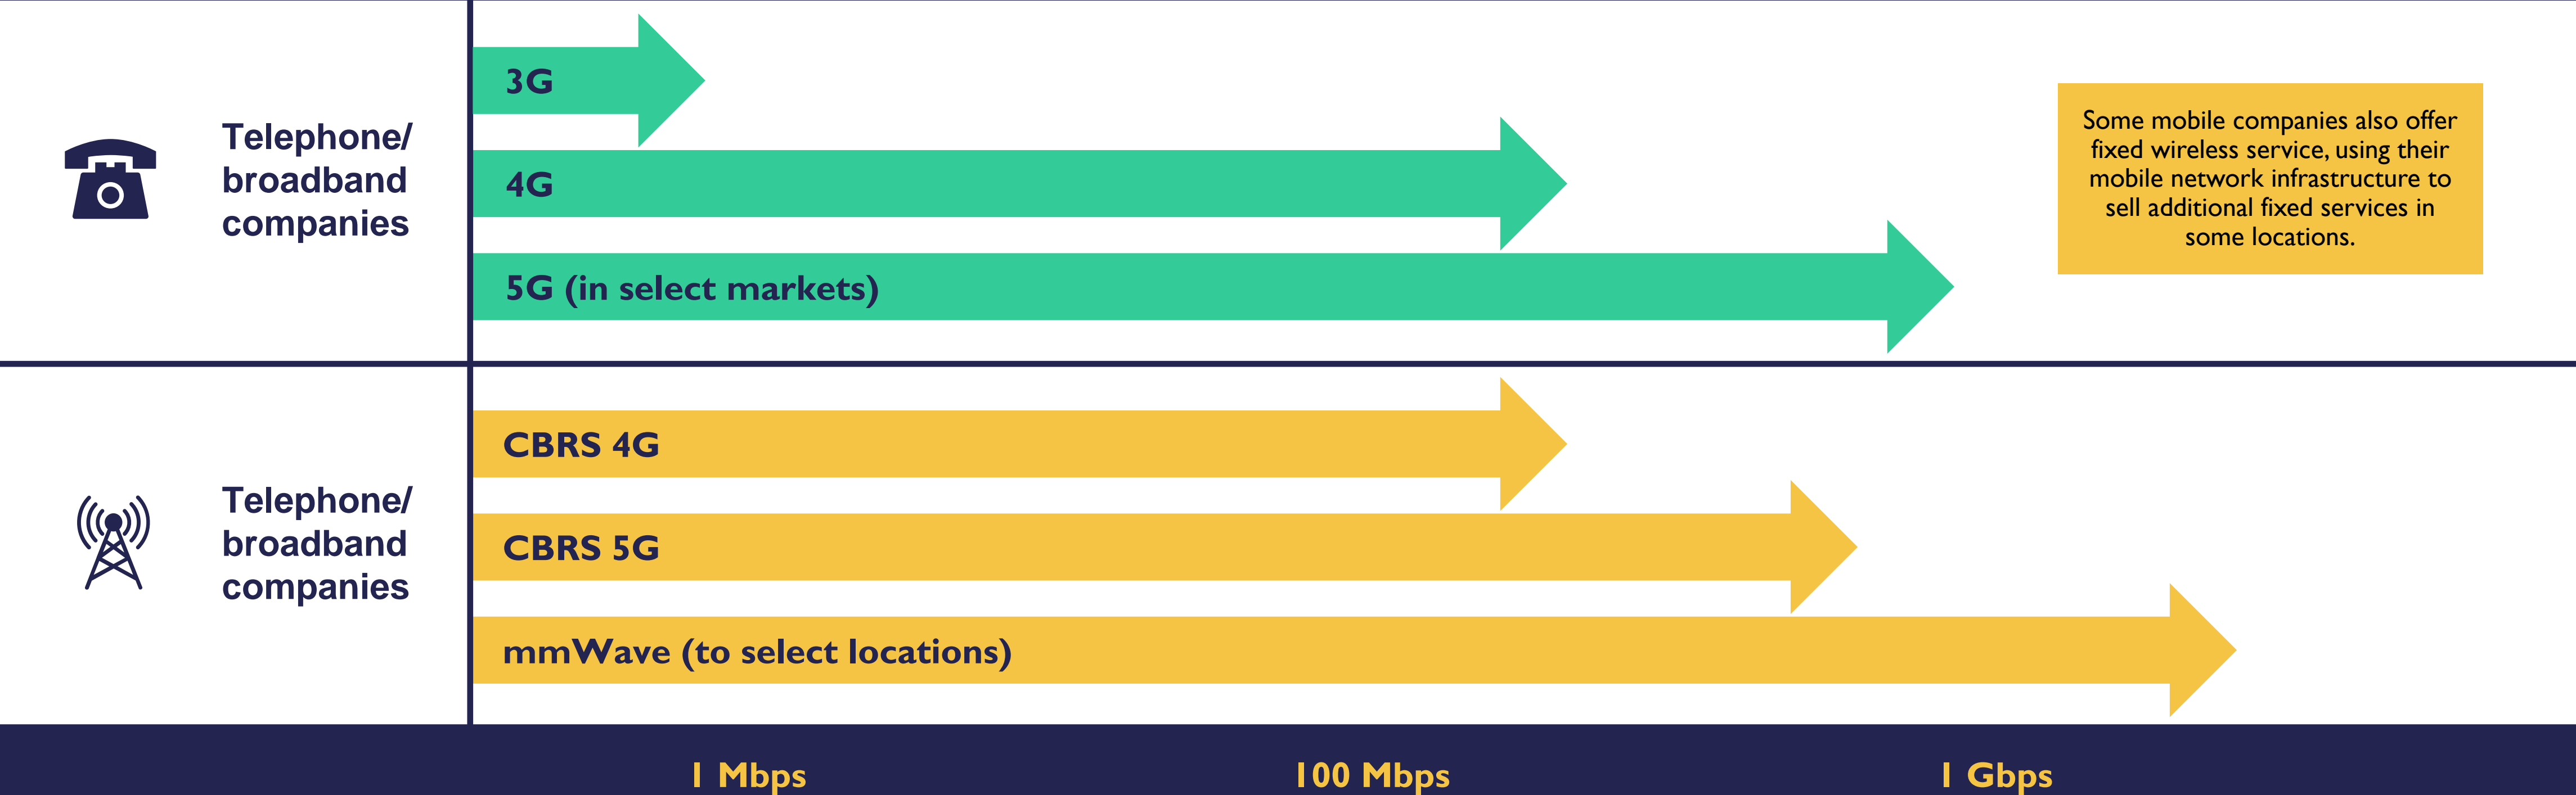 Telephone/
broadband
companies
3G
4G
5G (in select markets)
Some mobile companies also offer
fixed wireless service, using their
mobile network infrastructure to
sell additional fixed services in
some locations.
Telephone/
broadband
companies
CBRS 4G
CBRS 5G
mmWave (to select locations)
1 Mbps
100 Mbps
1 Gbps